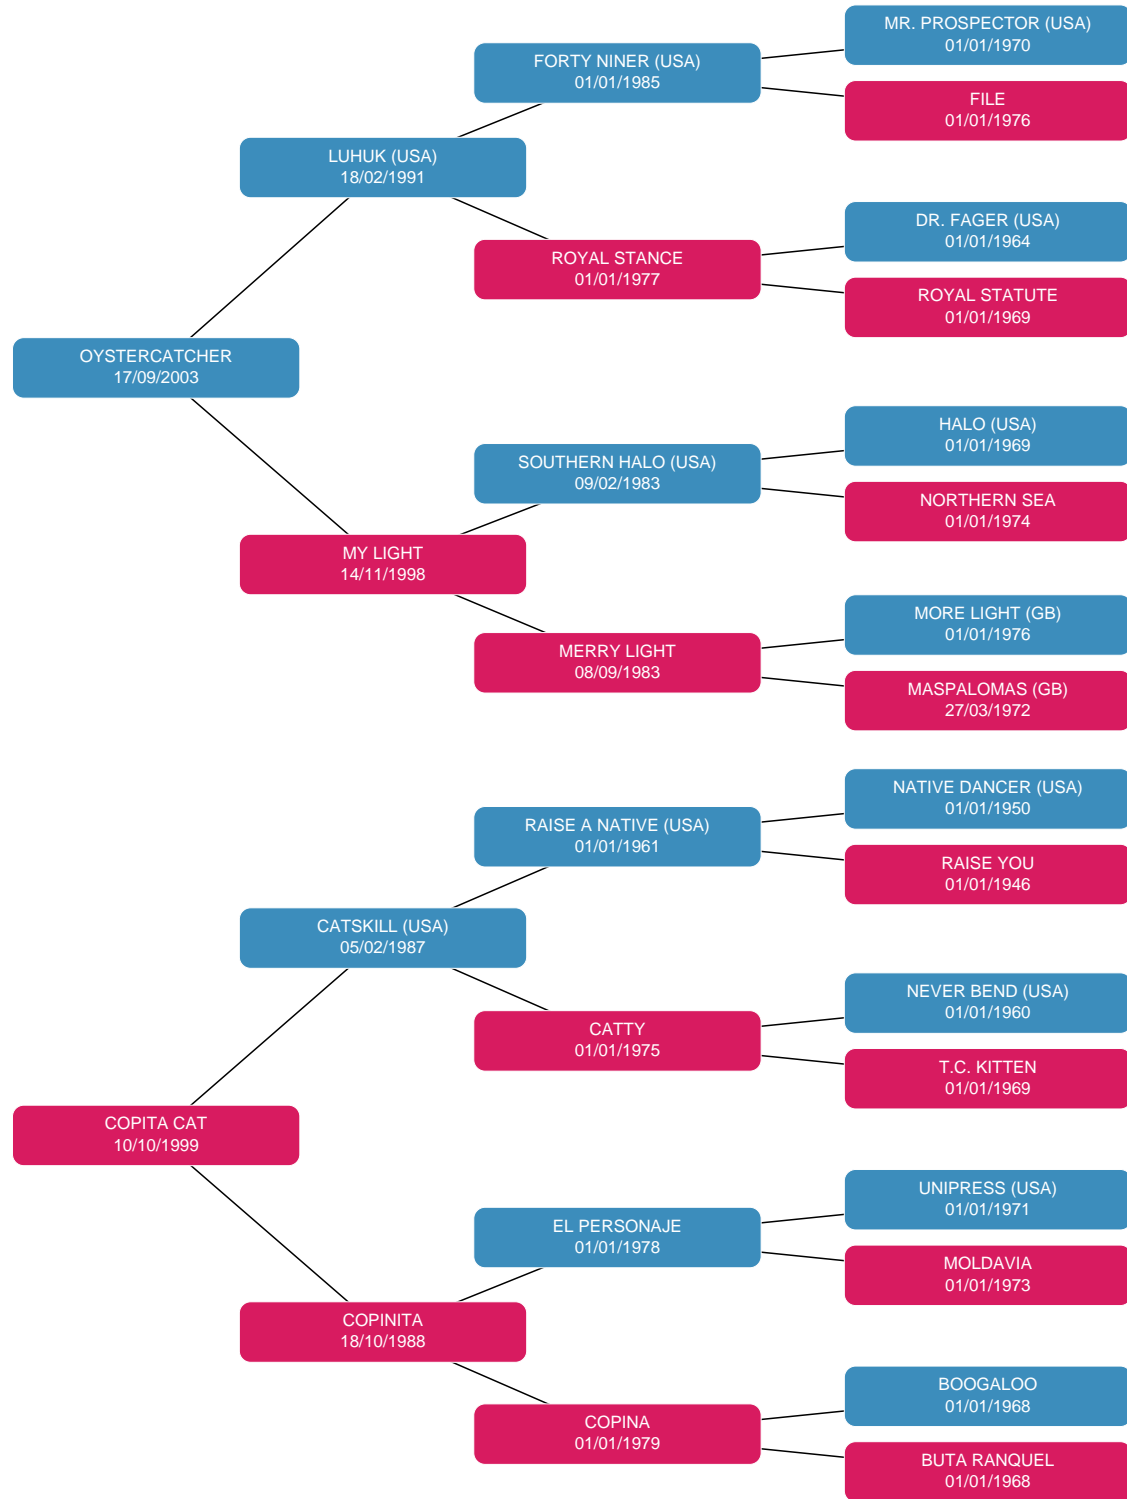 MR. PROSPECTOR (USA)
01/01/1970
FORTY NINER (USA)
01/01/1985
FILE
01/01/1976
LUHUK (USA)
18/02/1991
DR. FAGER (USA)
01/01/1964
ROYAL STANCE
01/01/1977
ROYAL STATUTE
01/01/1969
OYSTERCATCHER
17/09/2003
HALO (USA)
01/01/1969
SOUTHERN HALO (USA)
09/02/1983
NORTHERN SEA
01/01/1974
MY LIGHT
14/11/1998
MORE LIGHT (GB)
01/01/1976
MERRY LIGHT
08/09/1983
MASPALOMAS (GB)
27/03/1972
NATIVE DANCER (USA)
01/01/1950
RAISE A NATIVE (USA)
01/01/1961
RAISE YOU
01/01/1946
CATSKILL (USA)
05/02/1987
NEVER BEND (USA)
01/01/1960
CATTY
01/01/1975
T.C. KITTEN
01/01/1969
COPITA CAT
10/10/1999
UNIPRESS (USA)
01/01/1971
EL PERSONAJE
01/01/1978
MOLDAVIA
01/01/1973
COPINITA
18/10/1988
BOOGALOO
01/01/1968
COPINA
01/01/1979
BUTA RANQUEL
01/01/1968